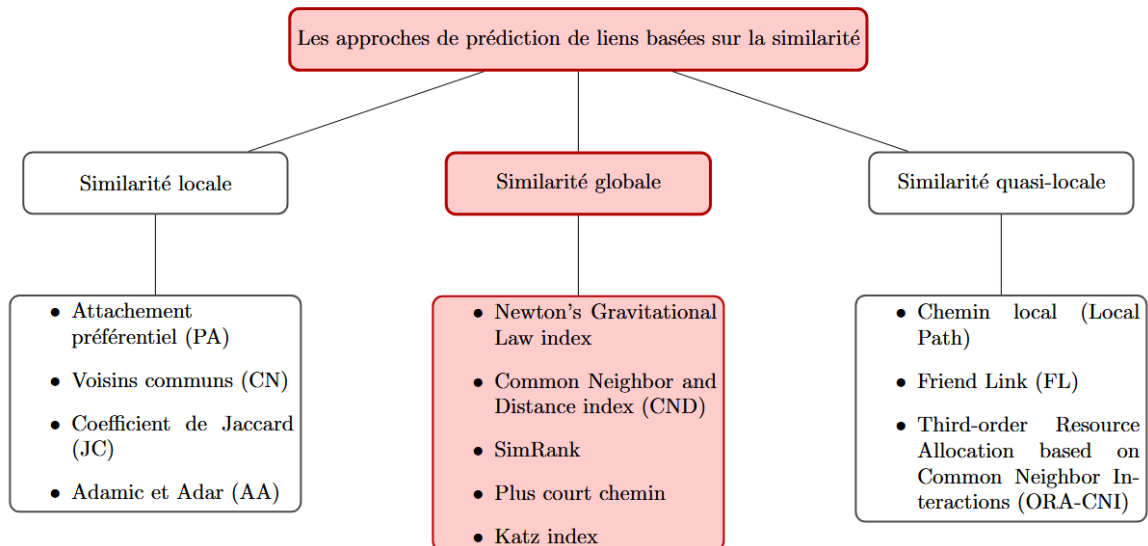 Les approches de prédiction de liens basées sur la similarité
Similarité locale
Similarité globale
Similarité quasi-locale
• Attachement
préférentiel (PA)
• Voisins communs (CN)
• Coefficient de Jaccard
(JC)
• Adamic et Adar (AA)
• Newton's Gravitational
Law index
• Common Neighbor and
Distance index (CND)
• SimRank
• Plus court chemin
• Katz index
• Chemin local (Local
Path)
• Friend Link (FL)
• Third-order Resource
Allocation based on
Common Neighbor In-
teractions (ORA-CNI)